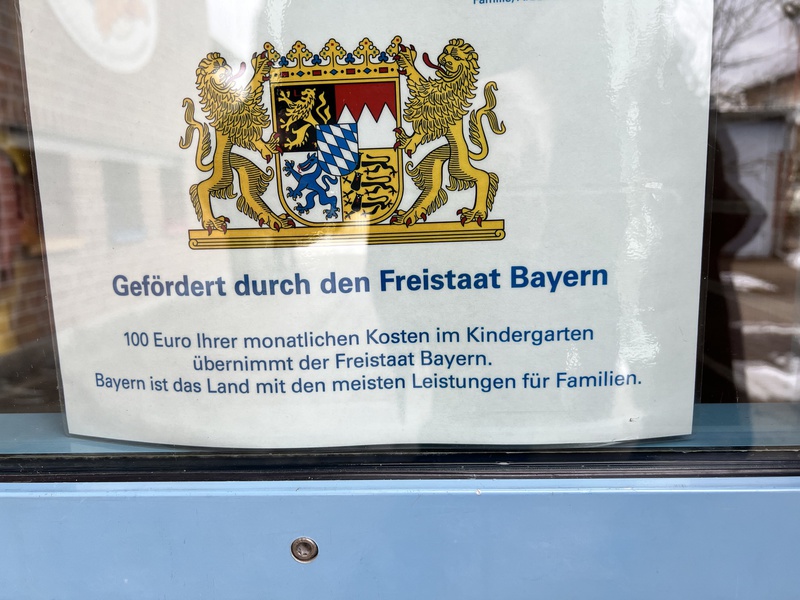 Gefördert durch den Freistaat Bayern
100 Euro Ihrer monatlichen Kosten im Kindergarten
übernimmt der Freistaat Bayern.
Bayern ist das Land mit den meisten Leistungen für Familien.